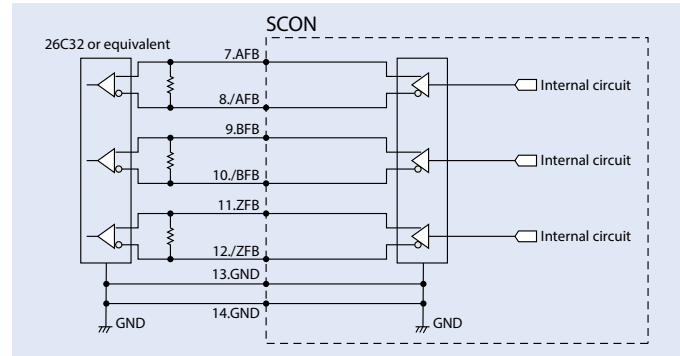 SCON
26C32 or equivalent
7.AFB
Internal circuit
8./AFB
9.BFB
Internal circuit
10./BFB
11.ZFB
Internal circuit
12./ZFB
13.GND
14.GND
GND
GND